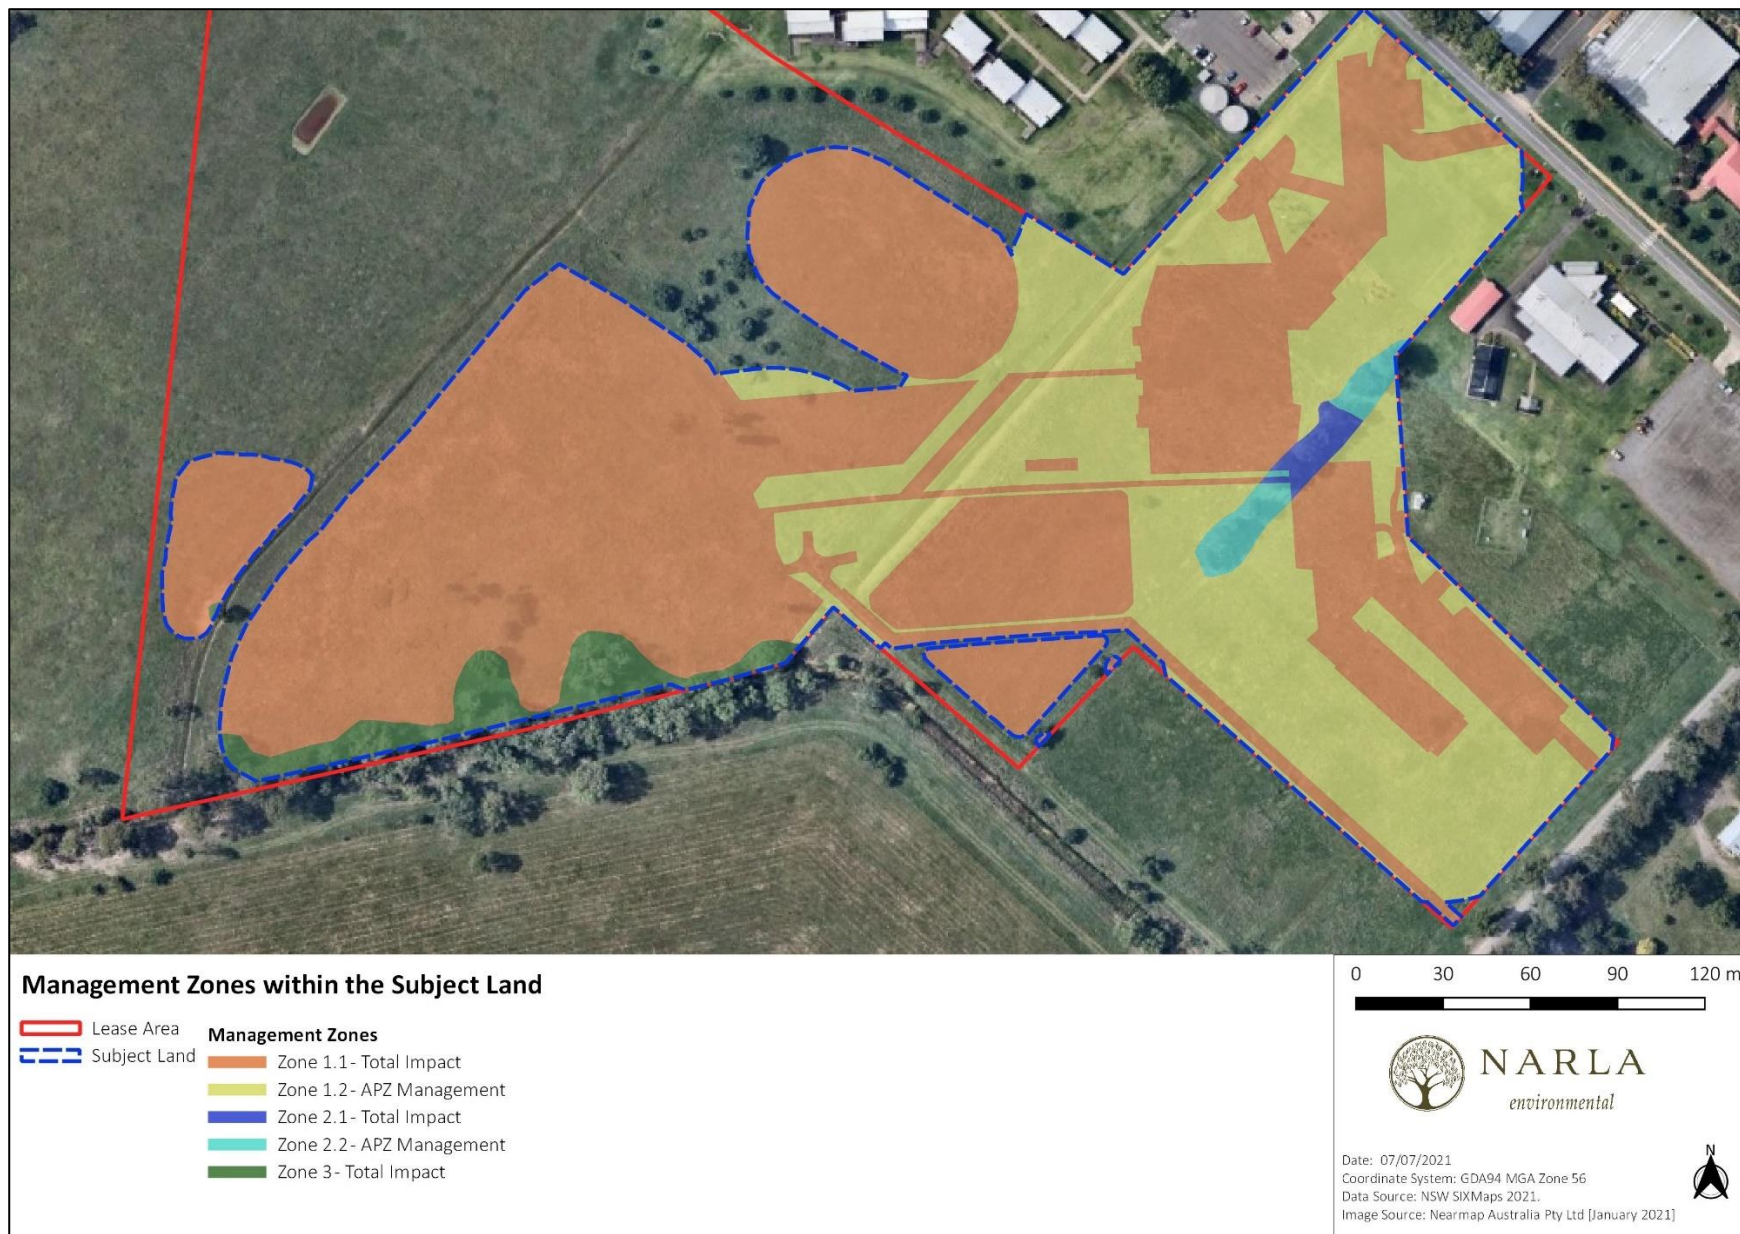 Management Zones within the Subject Land
Lease Area
Subject Land
Management Zones
Zone 1.1- Total Impact
Zone 1.2- APZ Management
Zone 2.1- Total Impact
Zone 2.2- APZ Management
Zone 3- Total Impact
0 30 60 90 120 m
NARLA
environmental
N
Date: 07/07/2021
Coordinate System: GDA94 MGA Zone 56
Data Source: NSW SIXMaps 2021.
Image Source: Nearmap Australia Pty Ltd [January 2021]